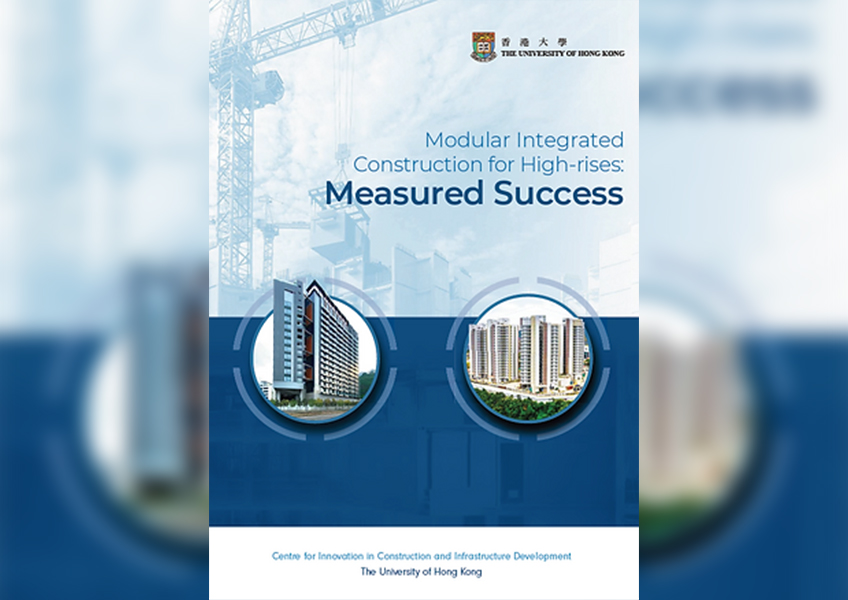 香港大學
THE UNIVERSITY OF HONG KONG
Modular Integrated
Construction for High-rises:
Measured Success
Centre for Innovation in Construction and Infrastructure Development
The University of Hong Kong